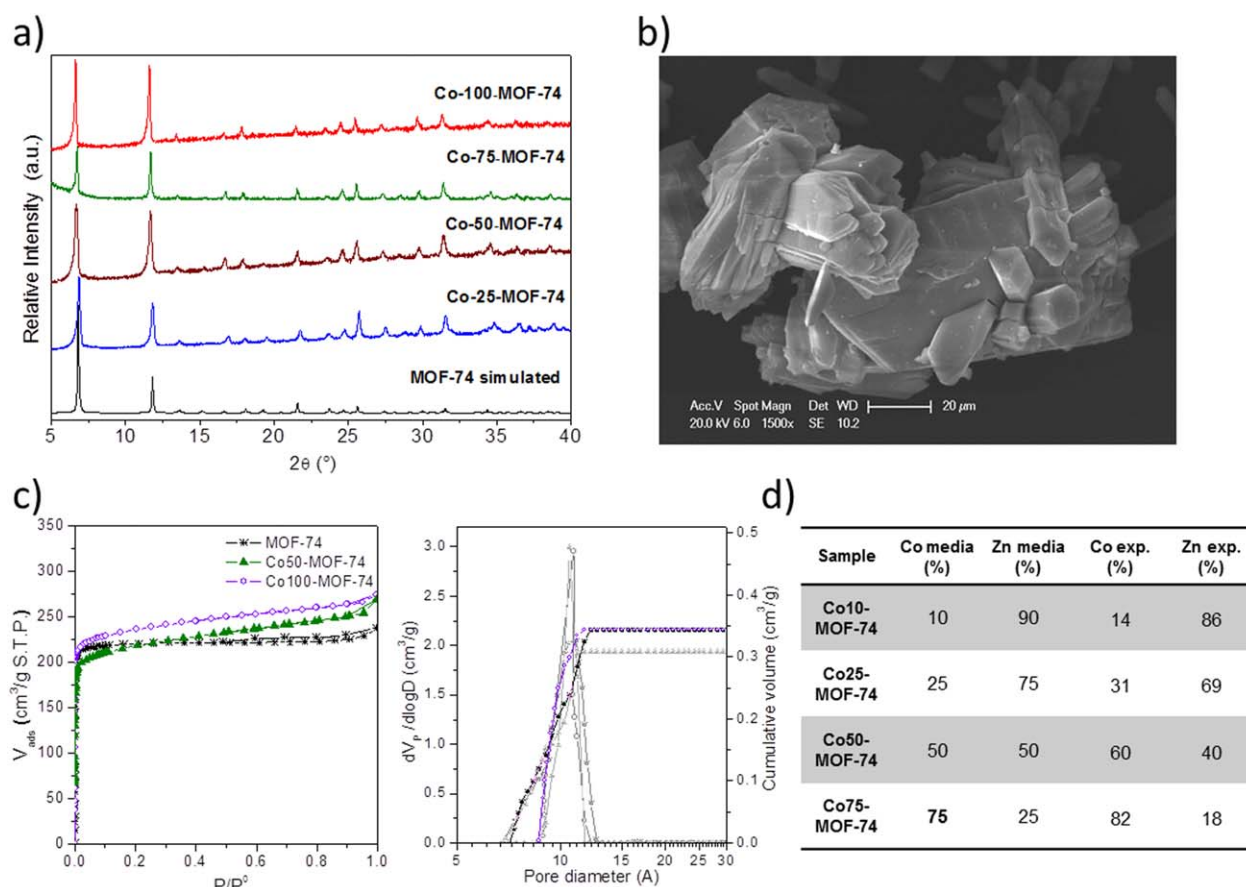 a)
Co-100-MOF-74
Co-75-MOF-74
Co-50-MOF-74
Co-25-MOF-74
MOF-74 simulated
Relative Intensity (a.u.)
5 10 15 20 25 30 35 40
2θ (°)
b)
Acc.V Spot Magn Det WD
20.0 kV 6.0 1500x SE 10.2
20 µm
c)
350
300
250
200
250
150
100
50
0
V_ads (cm³/g S.T.P.)
MOF-74
Co50-MOF-74
Co100-MOF-74
0.0 0.2 0.4 0.6 0.8 1.0
P/P⁰
3.0
2.5
2.0
1.5
1.0
0.5
0.0
dV_P/dlogD (cm³/g)
0.5
0.4
0.3
0.2
0.1
0.0
Cumulative volume (cm³/g)
5 10 15 20 25 30
Pore diameter (A)
d)
Sample Co media (%) Zn media (%) Co exp. (%) Zn exp. (%)
Co10-MOF-74 10 90 14 86
Co25-MOF-74 25 75 31 69
Co50-MOF-74 50 50 60 40
Co75-MOF-74 75 25 82 18